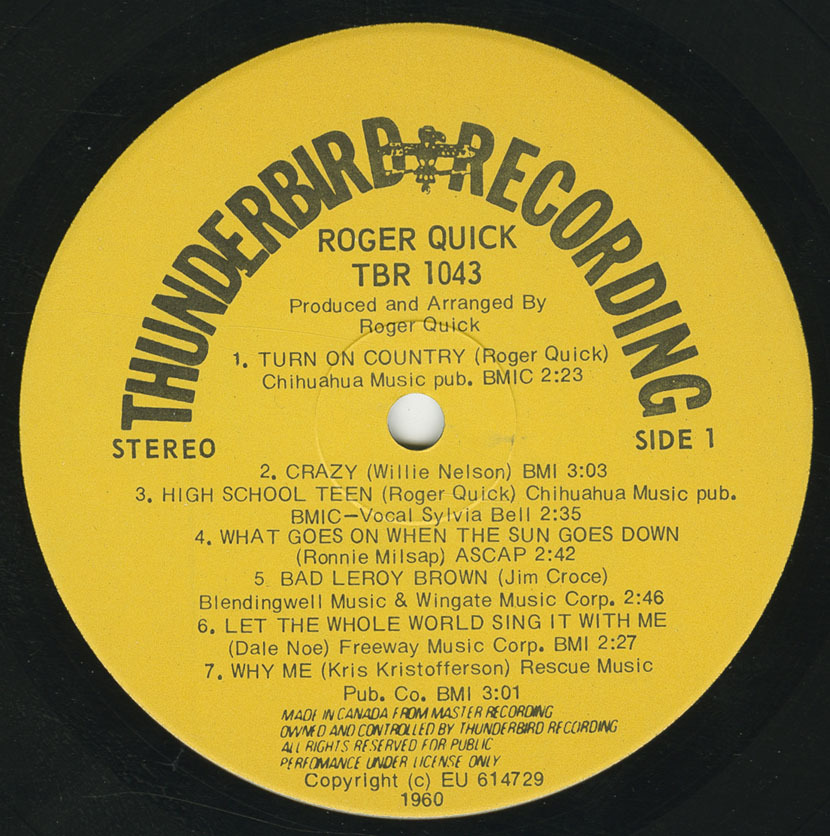 THUNDERBIRD RECORDING
ROGER QUICK
TBR 1043
Produced and Arranged By
Roger Quick
1. TURN ON COUNTRY (Roger Quick)
Chihuahua Music pub. BMIC 2:23
STEREO
SIDE 1
2. CRAZY (Willie Nelson) BMI 3:03
3. HIGH SCHOOL TEEN (Roger Quick) Chihuahua Music pub.
BMIC—Vocal Sylvia Bell 2:35
4. WHAT GOES ON WHEN THE SUN GOES DOWN
(Ronnie Milsap) ASCAP 2:42
5. BAD LEROY BROWN (Jim Croce)
Blendingwell Music & Wingate Music Corp. 2:46
6. LET THE WHOLE WORLD SING IT WITH ME
(Dale Noe) Freeway Music Corp. BMI 2:27
7. WHY ME (Kris Kristofferson) Rescue Music
Pub. Co. BMI 3:01
MADE IN CANADA FROM MASTER RECORDING
OWNED AND CONTROLLED BY THUNDERBIRD RECORDING
ALL RIGHTS RESERVED FOR PUBLIC
PERFOMANCE UNDER LICENSE ONLY
Copyright (c) EU 614729
1960